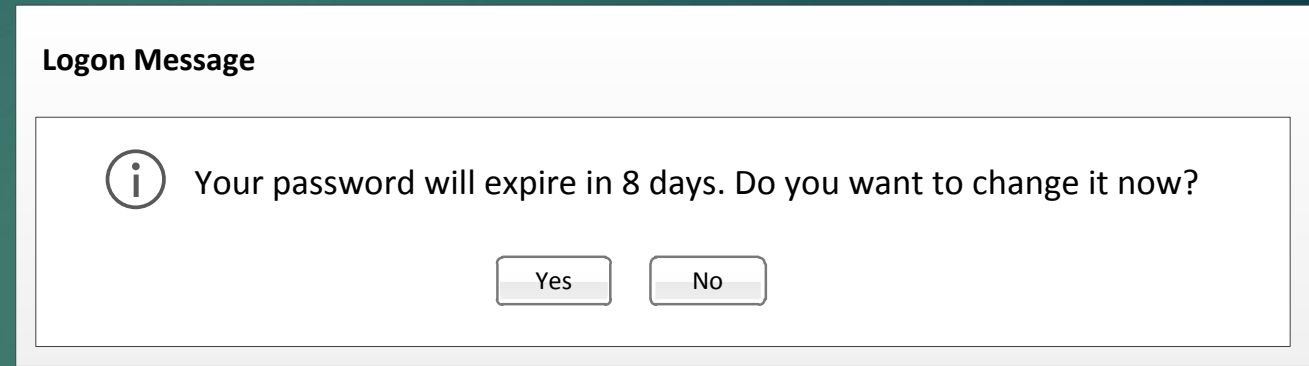 Logon Message
Your password will expire in 8 days. Do you want to change it now?
Yes No